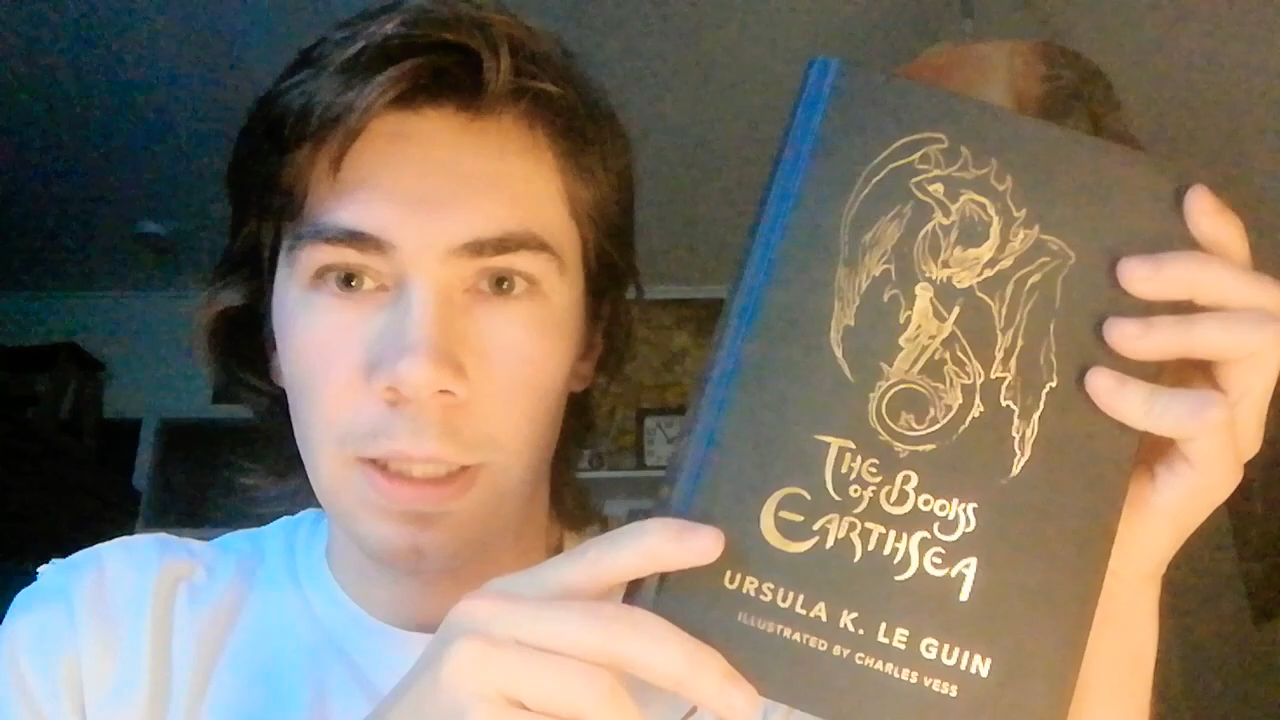 THE
of BOOKS
EARTHSEA
URSULA K. LE GUIN
ILLUSTRATED BY CHARLES VESS